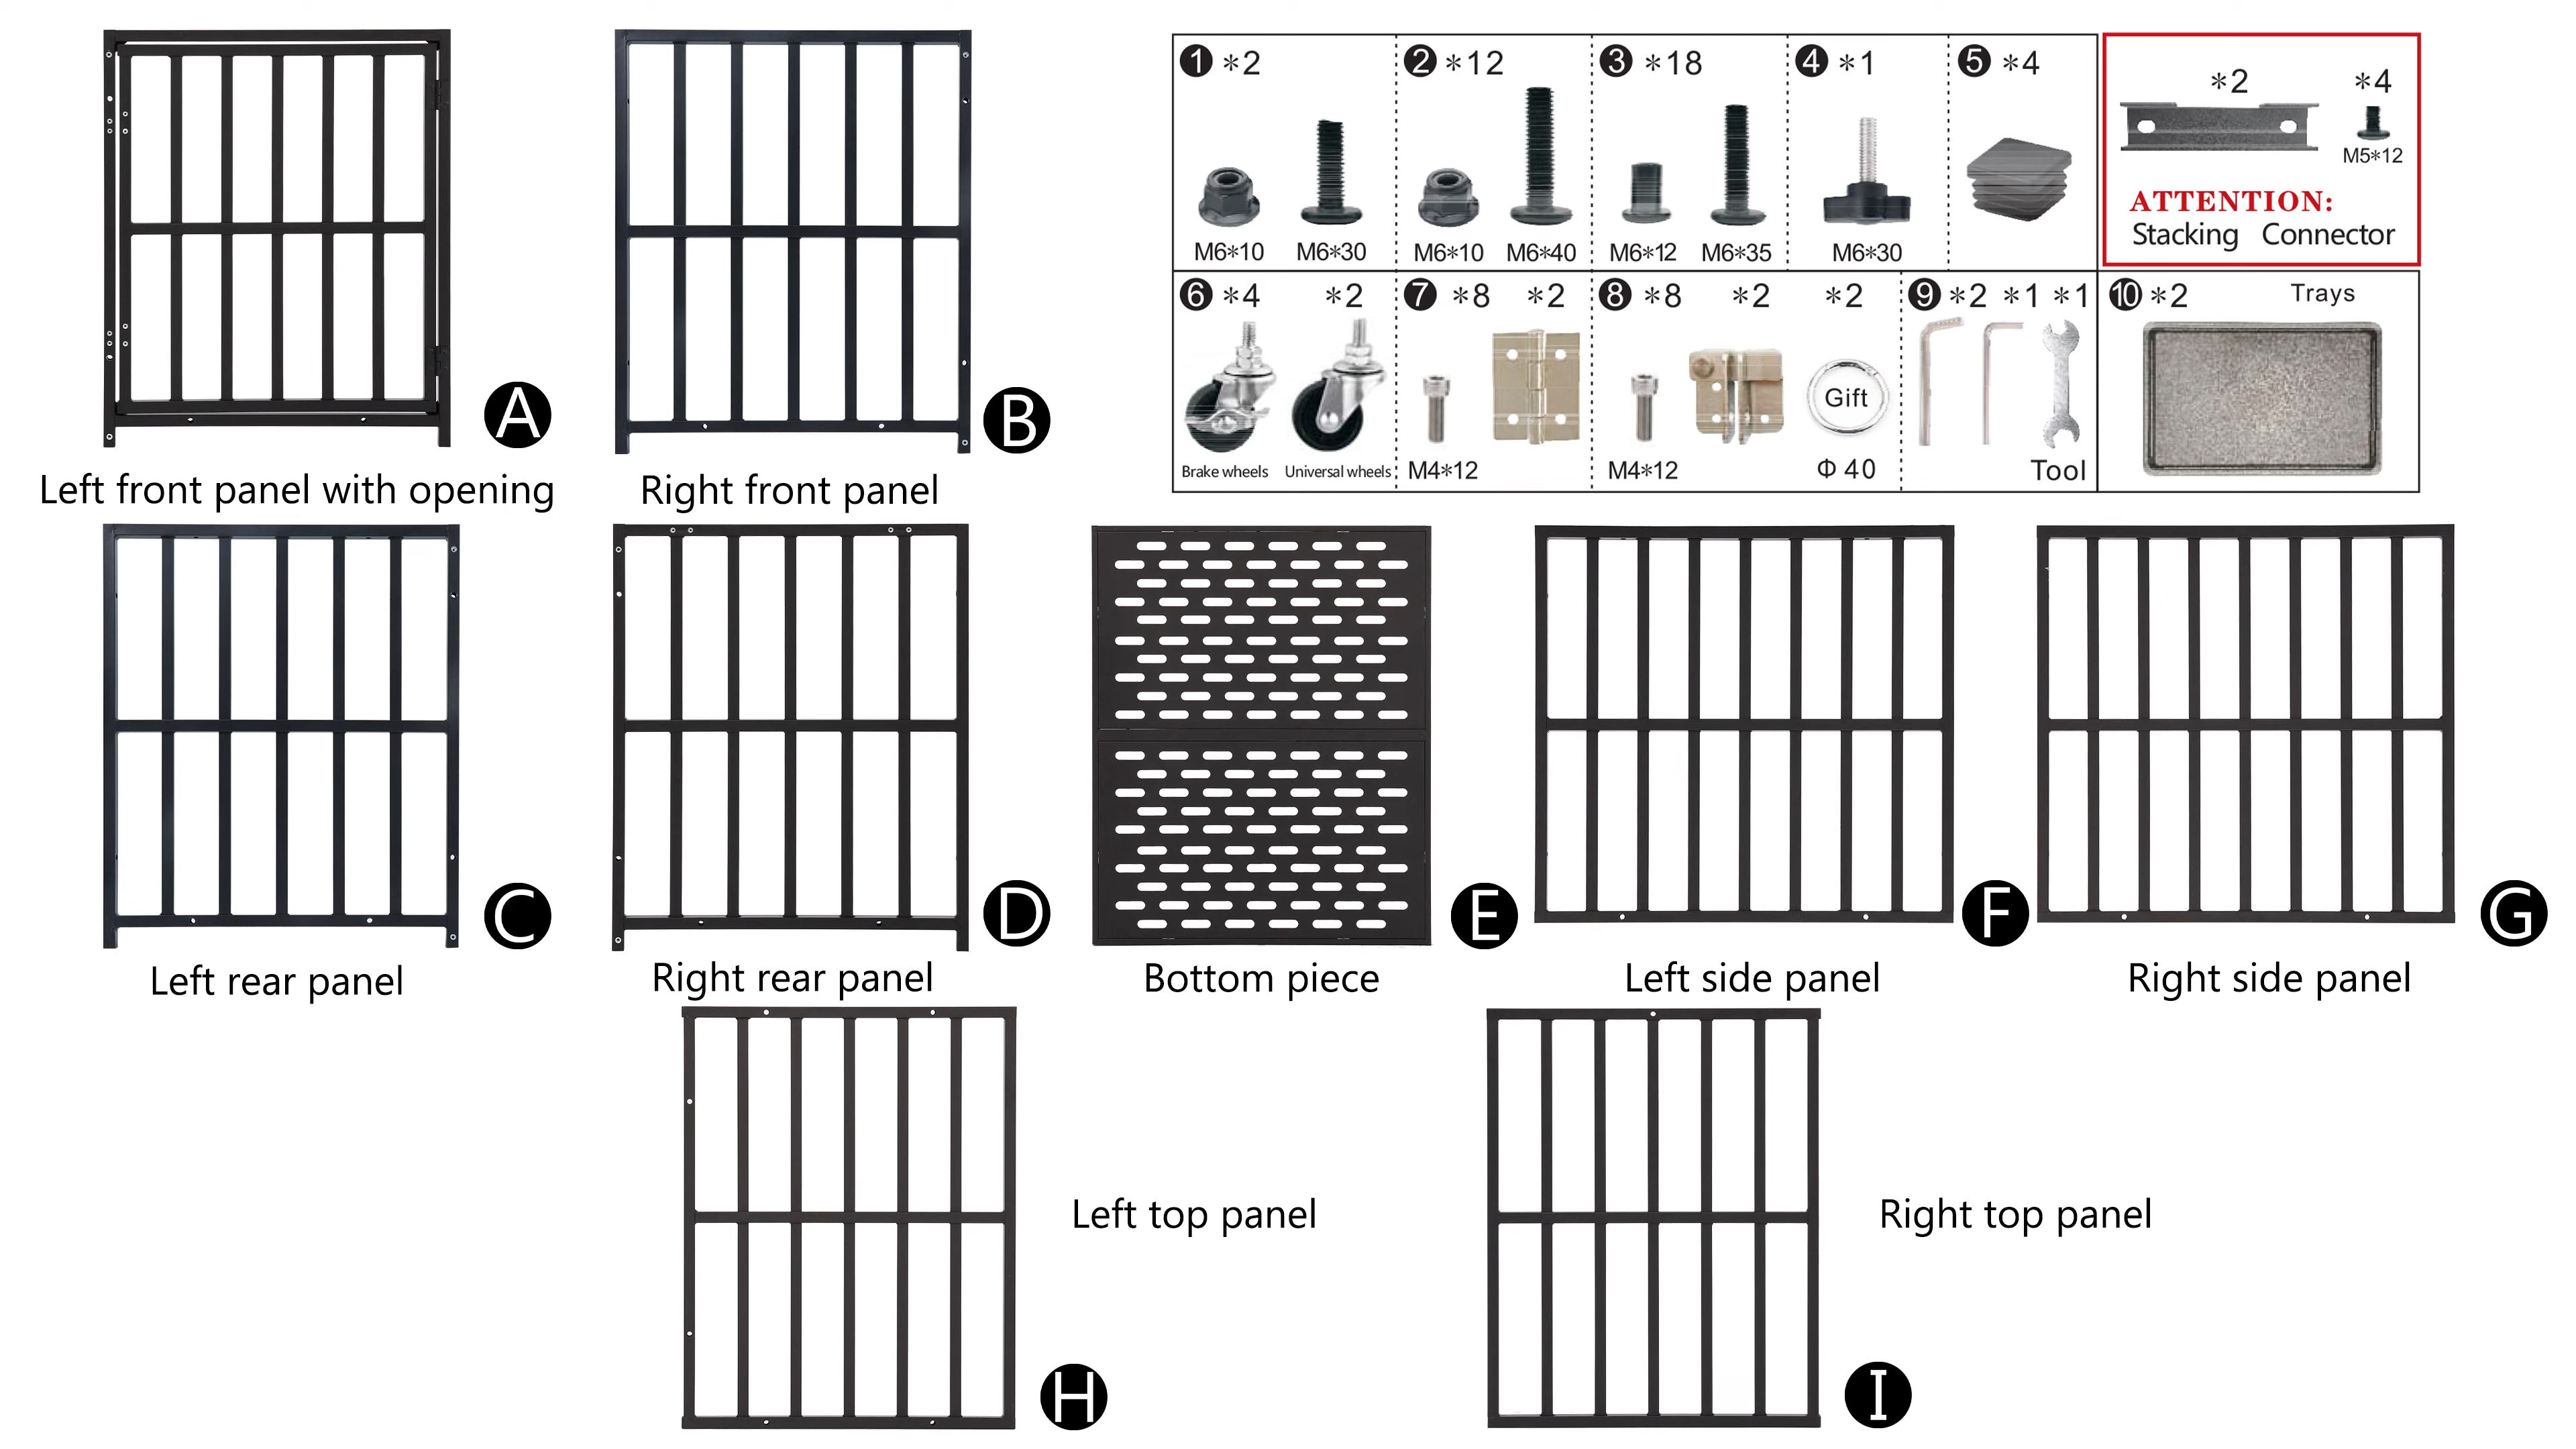 A
Left front panel with opening
B
Right front panel
1 *2
M6*10 M6*30
2 *12
M6*10 M6*40
3 *18
M6*12 M6*35
4 *1
M6*30
5 *4
*2 *4
M5*12
ATTENTION:
Stacking Connector
6 *4 *2
Brake wheels Universal wheels
7 *8 *2
M4*12
8 *8 *2 *2
Gift
M4*12 Φ 40
9 *2 *1 *1
Tool
10 *2 Trays
C
Left rear panel
D
Right rear panel
E
Bottom piece
F
Left side panel
G
Right side panel
H
Left top panel
I
Right top panel